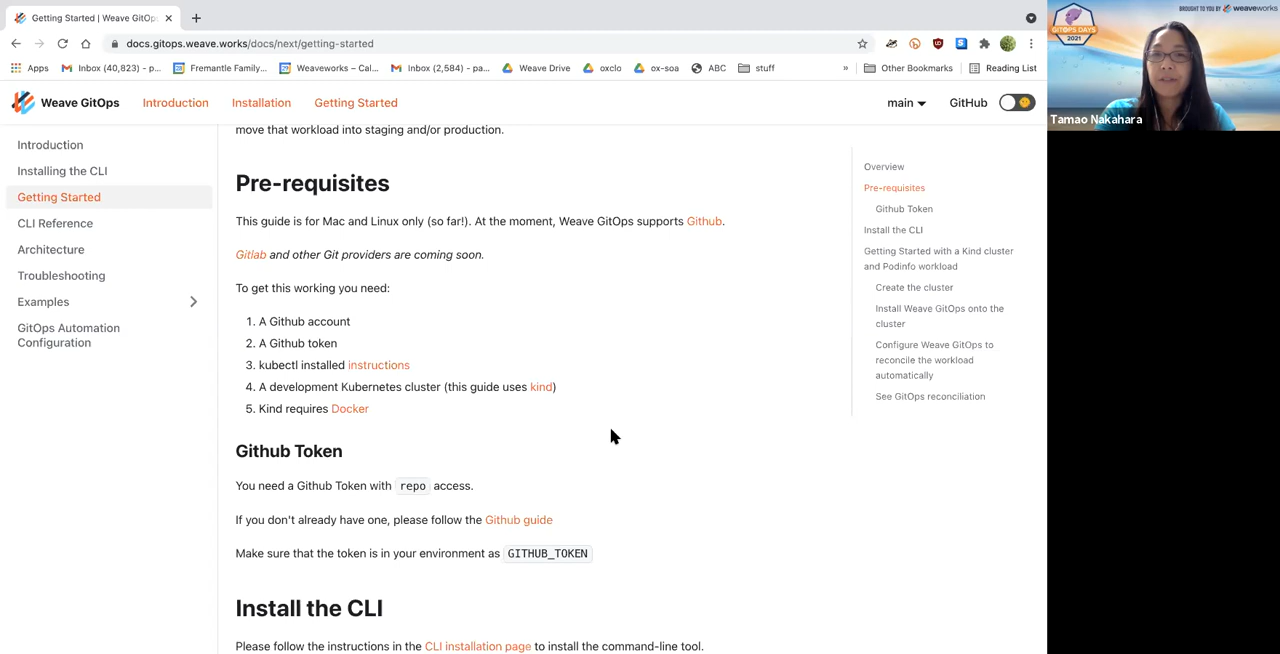 Getting Started | Weave GitOp
docs.gitops.weave.works/docs/next/getting-started
Apps
Inbox (40,823) - p...
Fremantle Family...
Weaveworks – Cal...
Inbox (2,584) - pa...
Weave Drive
oxclo
ox-soa
ABC
stuff
»
Other Bookmarks
Reading List
Weave GitOps
Introduction
Installation
Getting Started
main
GitHub
Introduction
Installing the CLI
Getting Started
CLI Reference
Architecture
Troubleshooting
Examples
GitOps Automation
Configuration
move that workload into staging and/or production.
Pre-requisites
This guide is for Mac and Linux only (so far!). At the moment, Weave GitOps supports Github.
Gitlab and other Git providers are coming soon.
To get this working you need:
1. A Github account
2. A Github token
3. kubectl installed instructions
4. A development Kubernetes cluster (this guide uses kind)
5. Kind requires Docker
Github Token
You need a Github Token with repo access.
If you don't already have one, please follow the Github guide
Make sure that the token is in your environment as GITHUB_TOKEN
Install the CLI
Please follow the instructions in the CLI installation page to install the command-line tool.
Overview
Pre-requisites
Github Token
Install the CLI
Getting Started with a Kind cluster
and Podinfo workload
Create the cluster
Install Weave GitOps onto the
cluster
Configure Weave GitOps to
reconcile the workload
automatically
See GitOps reconciliation
BROUGHT TO YOU BY weaveworks
GITOPS DAYS
2021
Tamao Nakahara